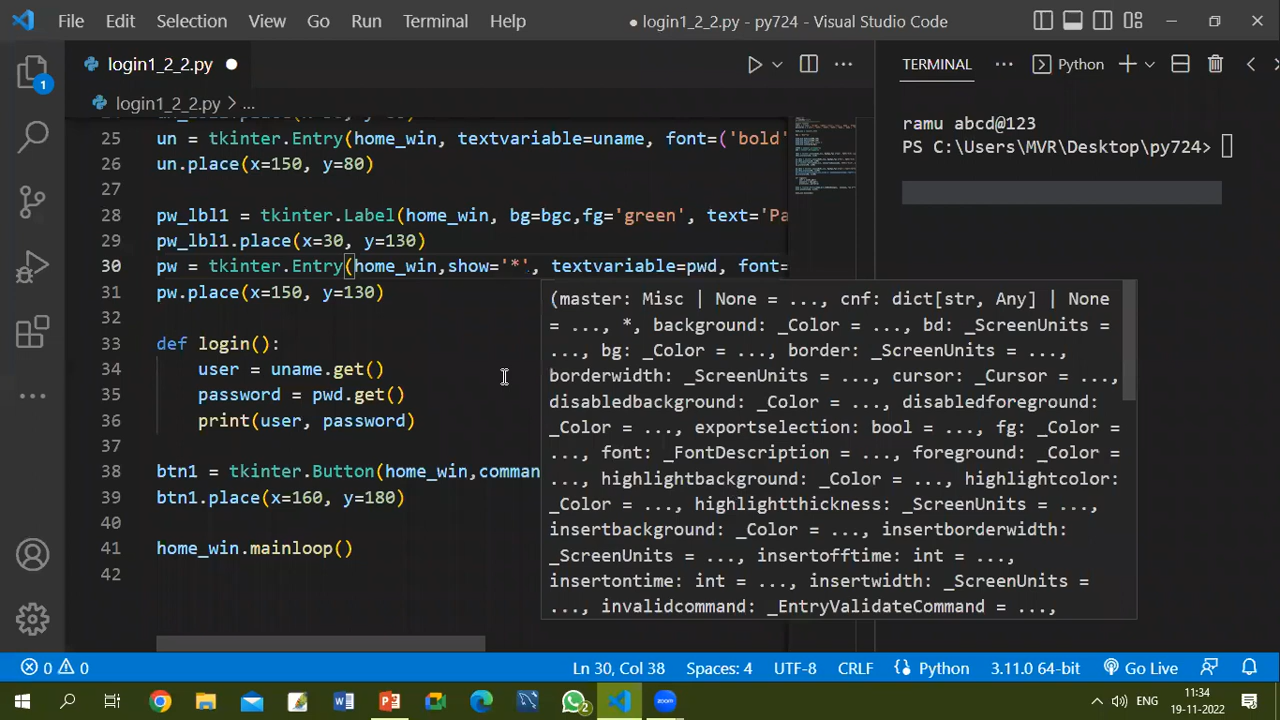 File Edit Selection View Go Run Terminal Help
● login1_2_2.py - py724 - Visual Studio Code
login1_2_2.py ●
TERMINAL ... Python
login1_2_2.py > ...
25 un = tkinter.Entry(home_win, textvariable=uname, font=('bold'
26 un.place(x=150, y=80)
27
28 pw_lbl1 = tkinter.Label(home_win, bg=bgc,fg='green', text='Pa
29 pw_lbl1.place(x=30, y=130)
30 pw = tkinter.Entry(home_win,show='*', textvariable=pwd, font=
31 pw.place(x=150, y=130)
32
33 def login():
34 user = uname.get()
35 password = pwd.get()
36 print(user, password)
37
38 btn1 = tkinter.Button(home_win,comman
39 btn1.place(x=160, y=180)
40
41 home_win.mainloop()
42
(master: Misc | None = ..., cnf: dict[str, Any] | None
= ..., *, background: _Color = ..., bd: _ScreenUnits =
..., bg: _Color = ..., border: _ScreenUnits = ...,
borderwidth: _ScreenUnits = ..., cursor: _Cursor = ...,
disabledbackground: _Color = ..., disabledforeground:
_Color = ..., exportselection: bool = ..., fg: _Color =
..., font: _FontDescription = ..., foreground: _Color =
..., highlightbackground: _Color = ..., highlightcolor:
_Color = ..., highlightthickness: _ScreenUnits = ...,
insertbackground: _Color = ..., insertborderwidth:
_ScreenUnits = ..., insertofftime: int = ...,
insertontime: int = ..., insertwidth: _ScreenUnits =
..., invalidcommand: _EntryValidateCommand = ...,
ramu abcd@123
PS C:\Users\MVR\Desktop\py724>
1
0 0
Ln 30, Col 38 Spaces: 4 UTF-8 CRLF Python 3.11.0 64-bit Go Live
2
ENG
11:34
19-11-2022